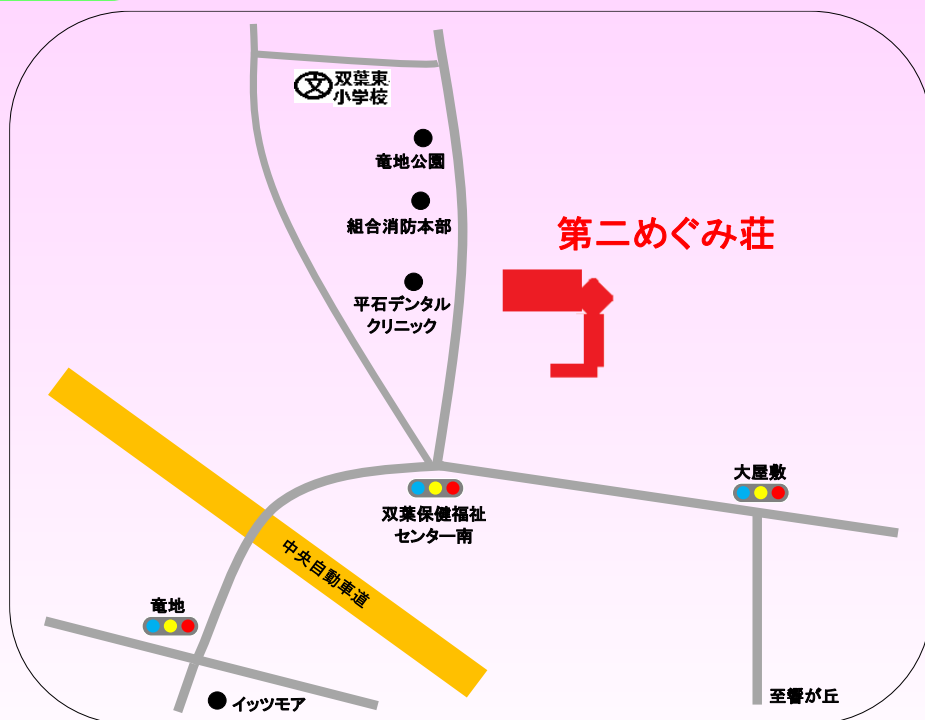 双葉東
小学校
竜地公園
組合消防本部
第二めぐみ荘
平石デンタル
クリニック
大屋敷
双葉保健福祉
センター南
中央自動車道
竜地
イッツモア
至響が丘